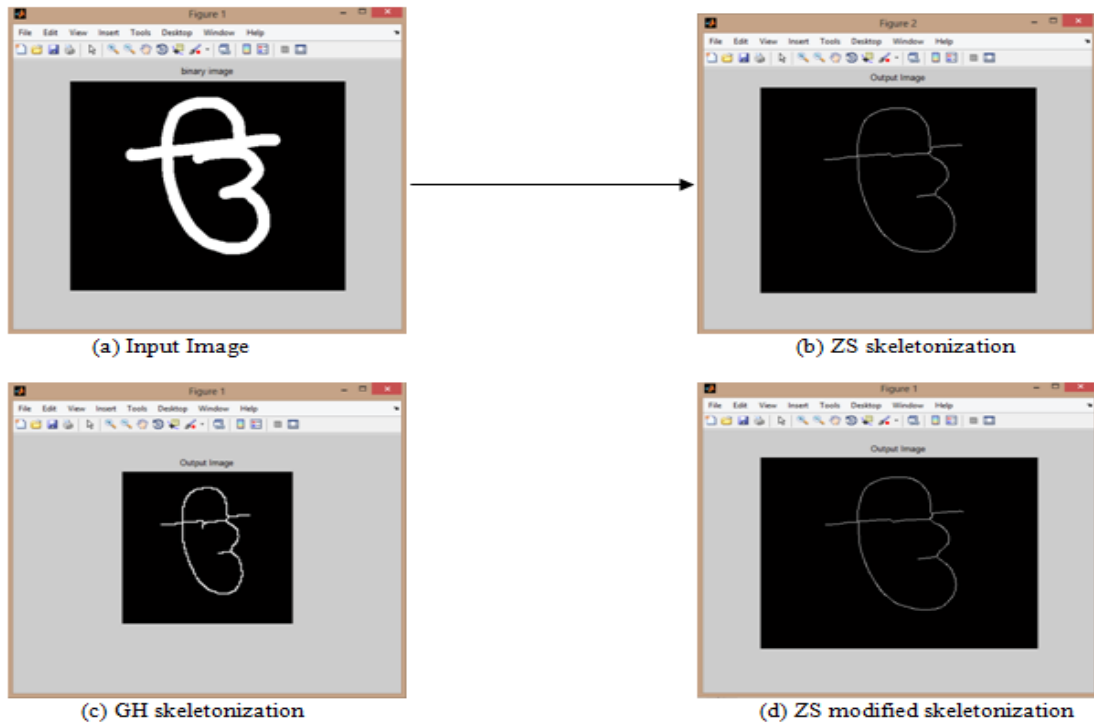 Figure 1
File Edit View Insert Tools Desktop Window Help
binary image
(a) Input Image
Figure 2
File Edit View Insert Tools Desktop Window Help
Output Image
(b) ZS skeletonization
Figure 1
File Edit View Insert Tools Desktop Window Help
Output Image
(c) GH skeletonization
Figure 1
File Edit View Insert Tools Desktop Window Help
Output Image
(d) ZS modified skeletonization